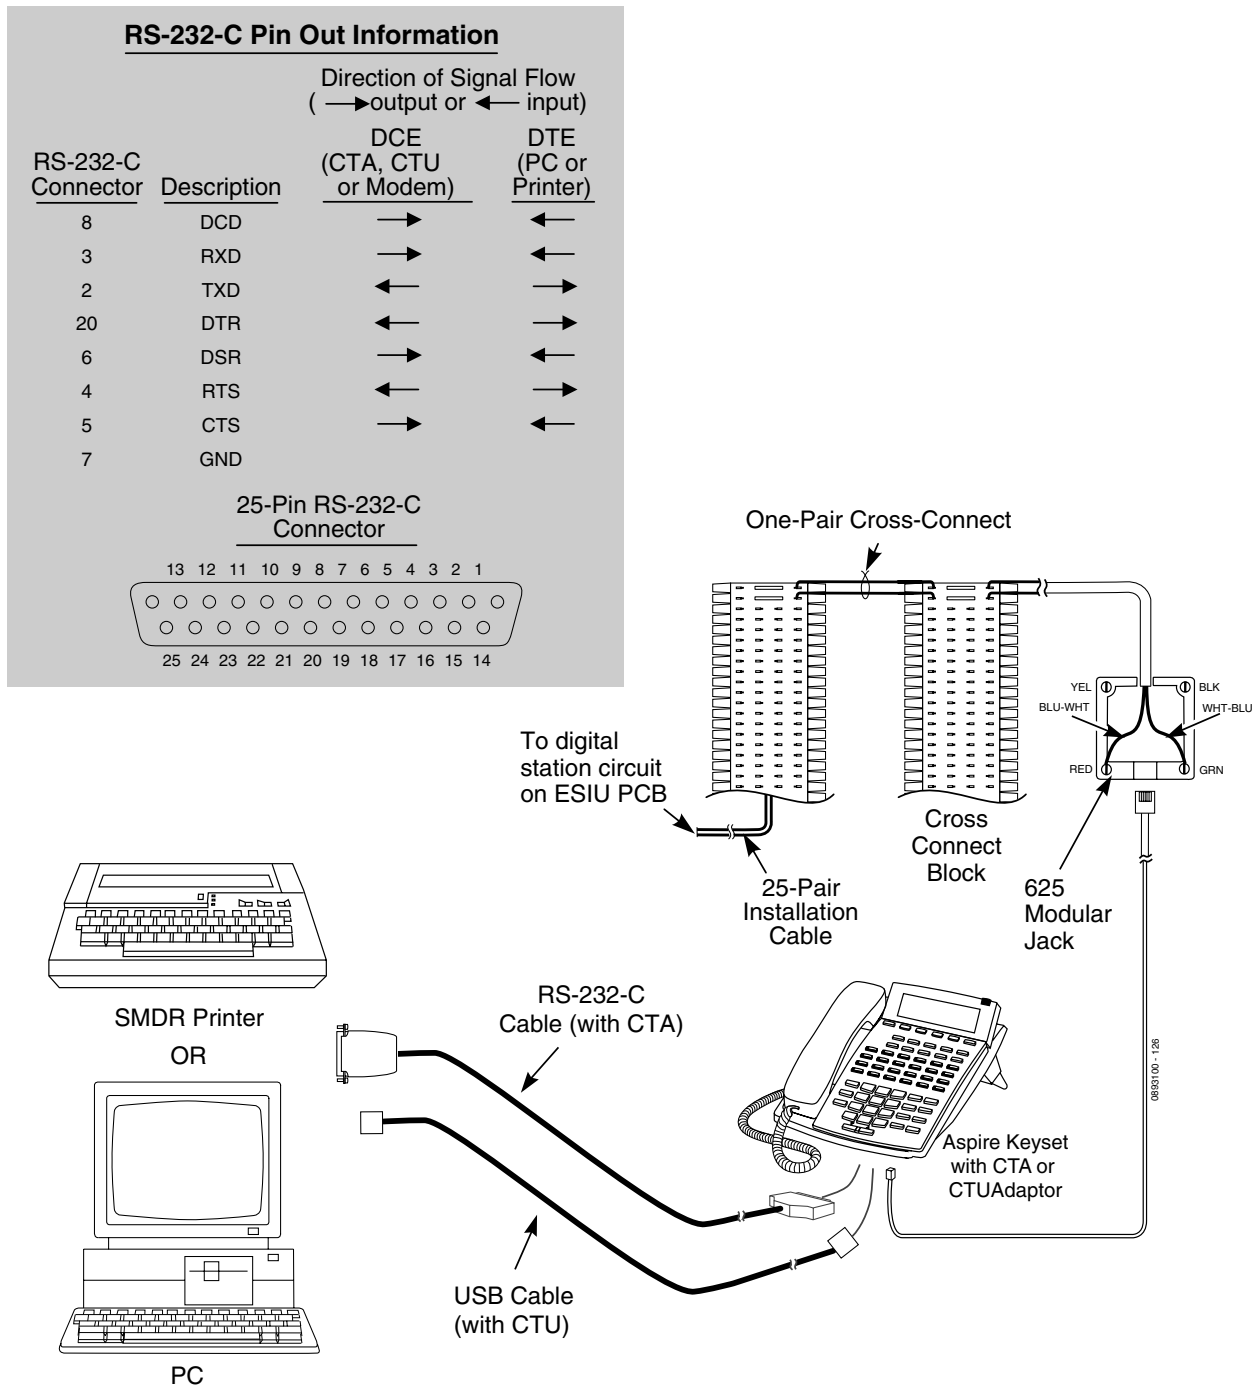 RS-232-C Pin Out Information
Direction of Signal Flow
( output or input)
RS-232-C
Connector
Description
DCE
(CTA, CTU
or Modem)
DTE
(PC or
Printer)
8 DCD
3 RXD
2 TXD
20 DTR
6 DSR
4 RTS
5 CTS
7 GND
25-Pin RS-232-C
Connector
13 12 11 10 9 8 7 6 5 4 3 2 1
25 24 23 22 21 20 19 18 17 16 15 14
One-Pair Cross-Connect
YEL
BLK
BLU-WHT
WHT-BLU
RED
GRN
To digital
station circuit
on ESIU PCB
Cross
Connect
Block
25-Pair
Installation
Cable
625
Modular
Jack
SMDR Printer
OR
PC
RS-232-C
Cable (with CTA)
USB Cable
(with CTU)
Aspire Keyset
with CTA or
CTUAdaptor
0893100 - 126